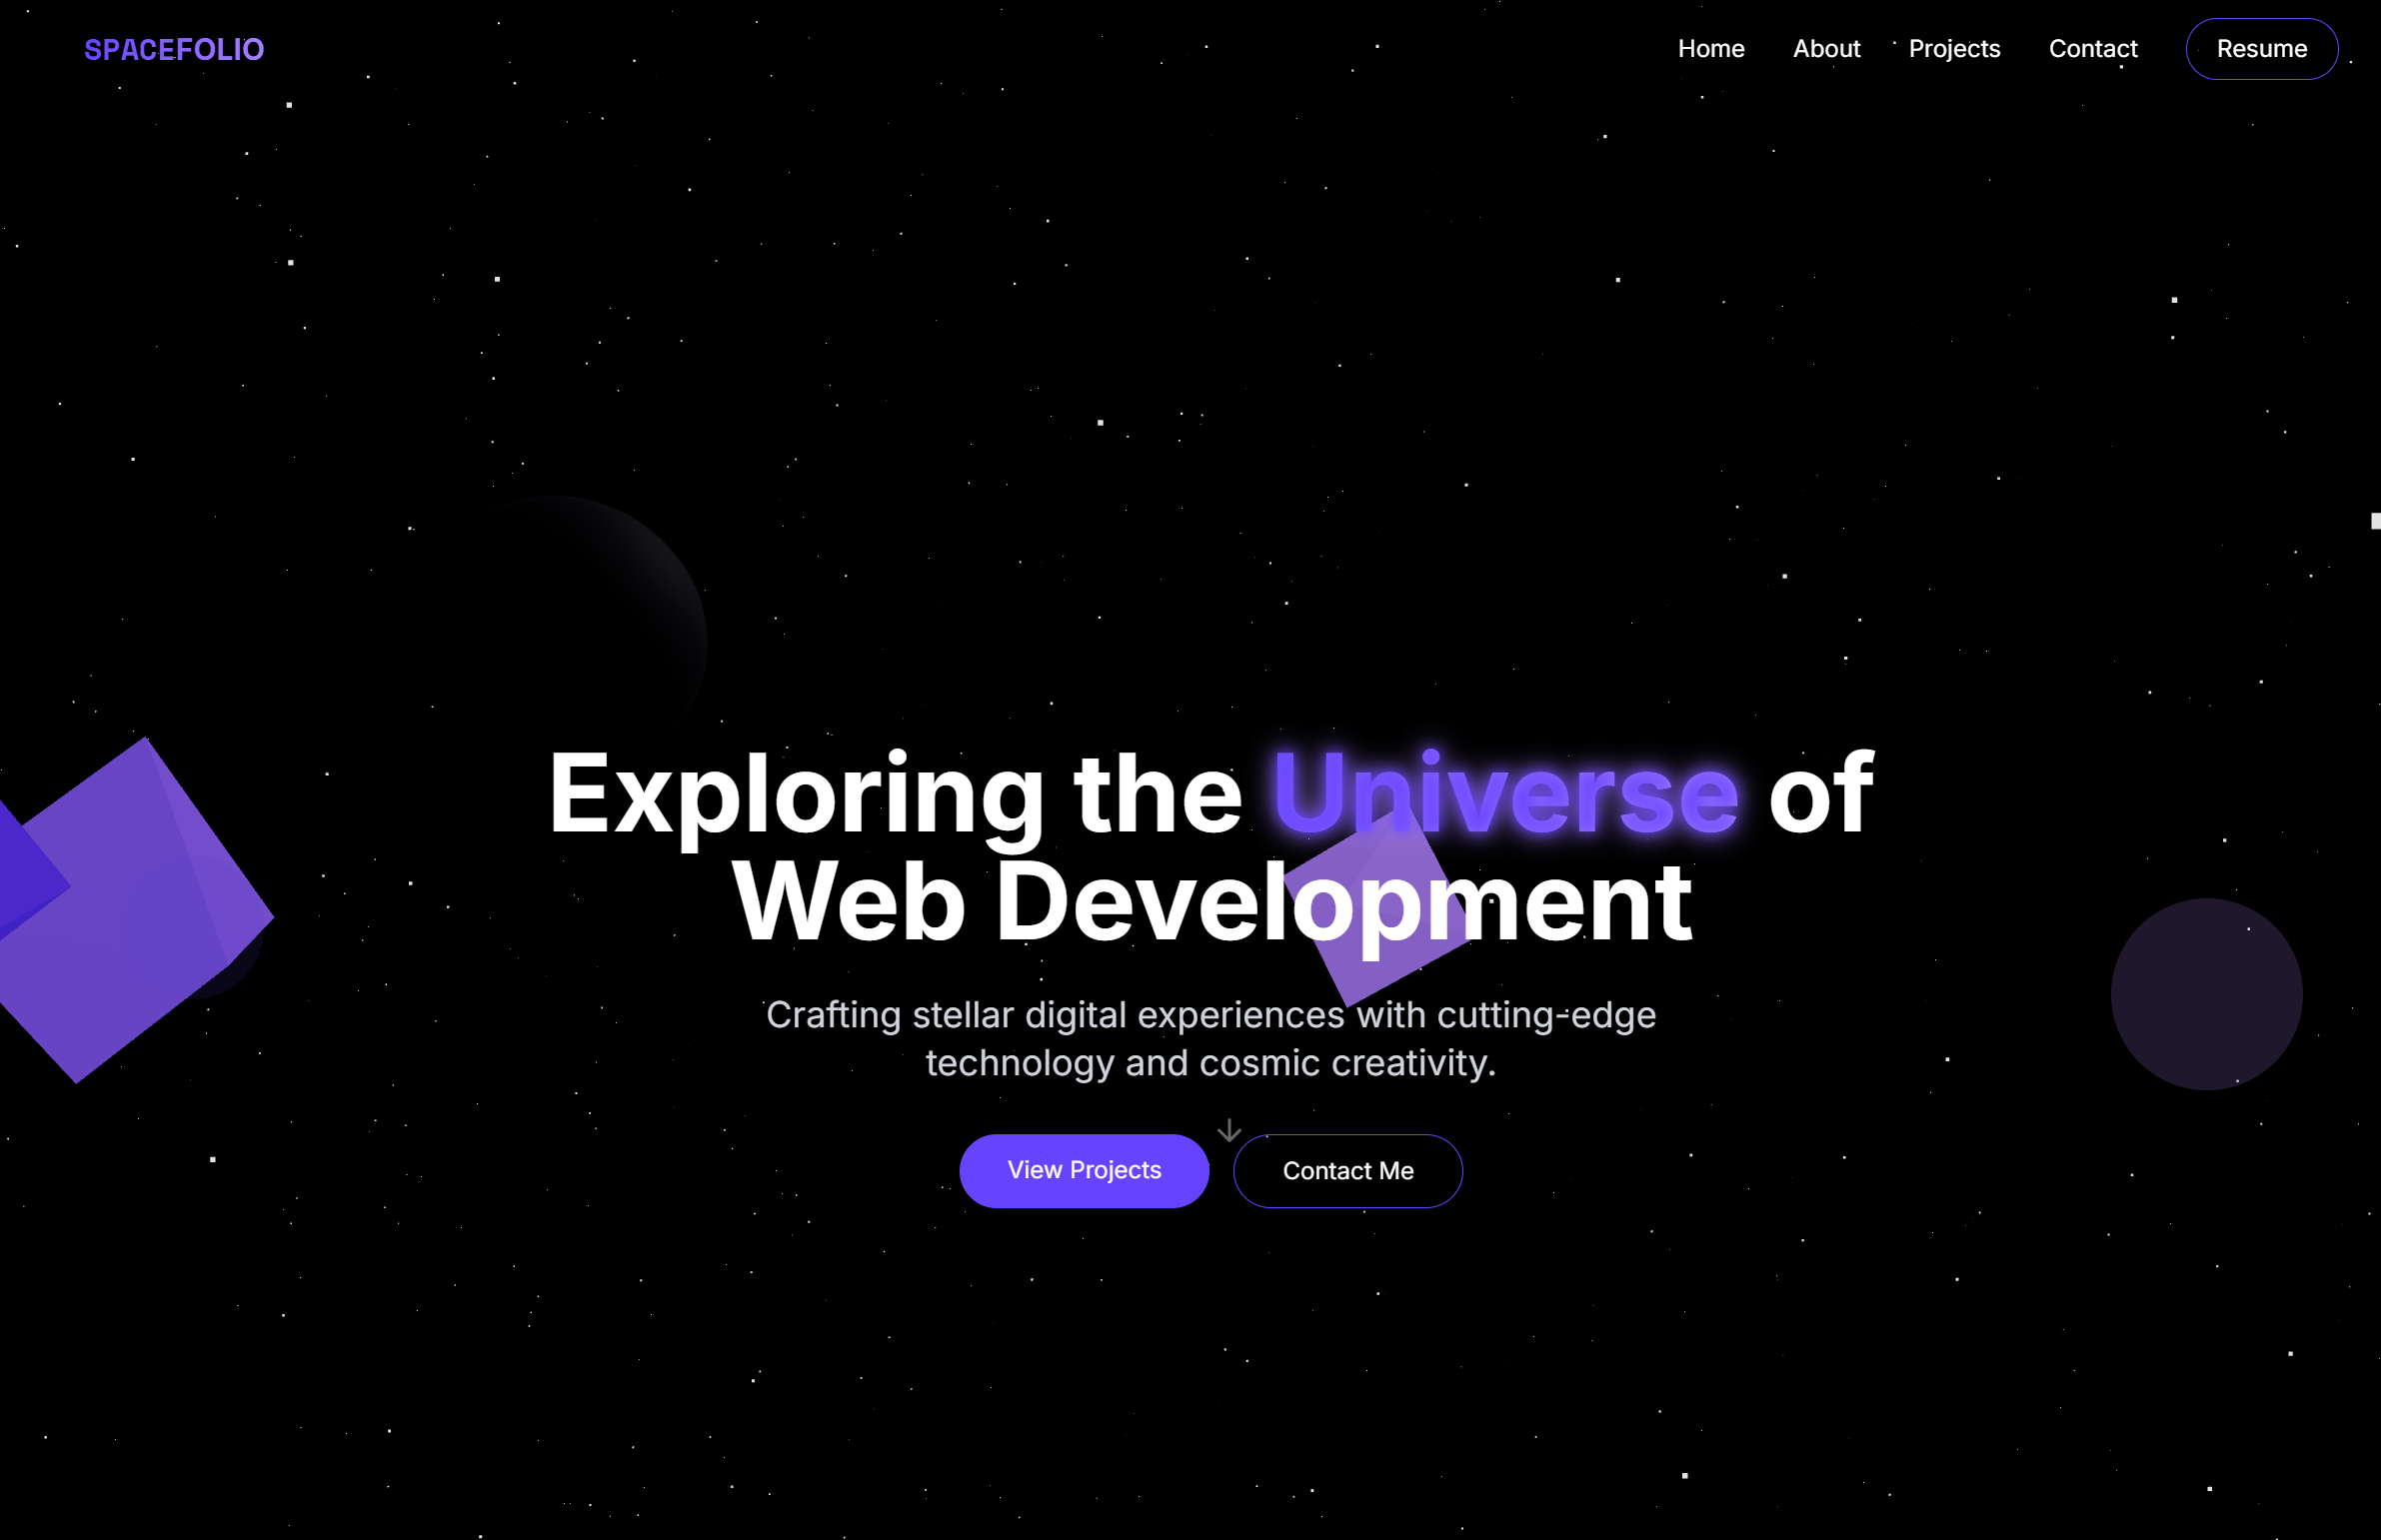 SPACEFOLIO
Home About Projects Contact Resume
Exploring the Universe of
Web Development
Crafting stellar digital experiences with cutting-edge
technology and cosmic creativity.
View Projects Contact Me